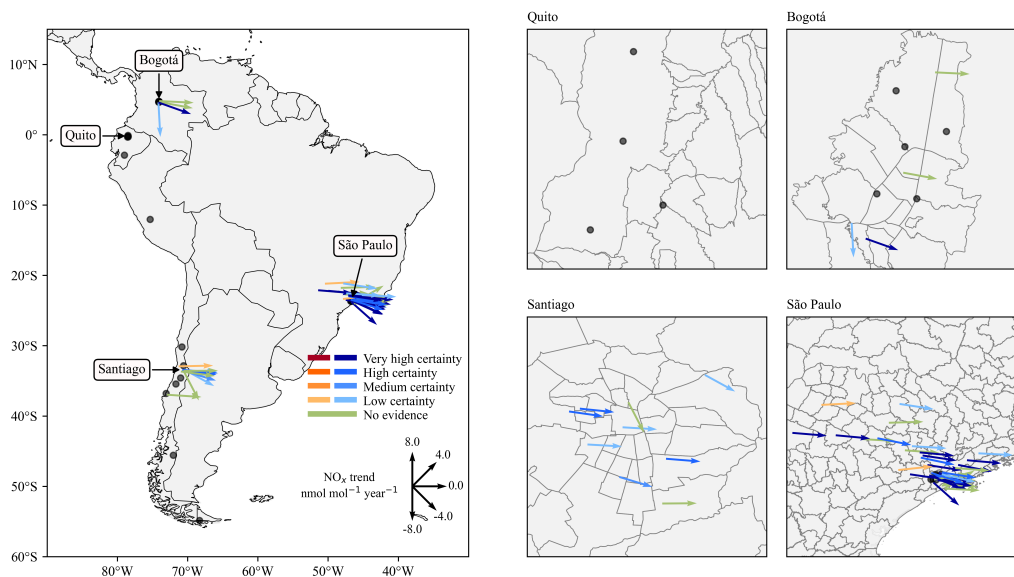 Quito
Bogotá
10°N
0°
10°S
20°S
30°S
40°S
50°S
60°S
80°W
70°W
60°W
50°W
40°W
Bogotá
Quito
São Paulo
Santiago
Very high certainty
High certainty
Medium certainty
Low certainty
No evidence
NOₓ trend
nmol mol⁻¹ year⁻¹
8.0
4.0
0.0
-4.0
-8.0
Santiago
São Paulo